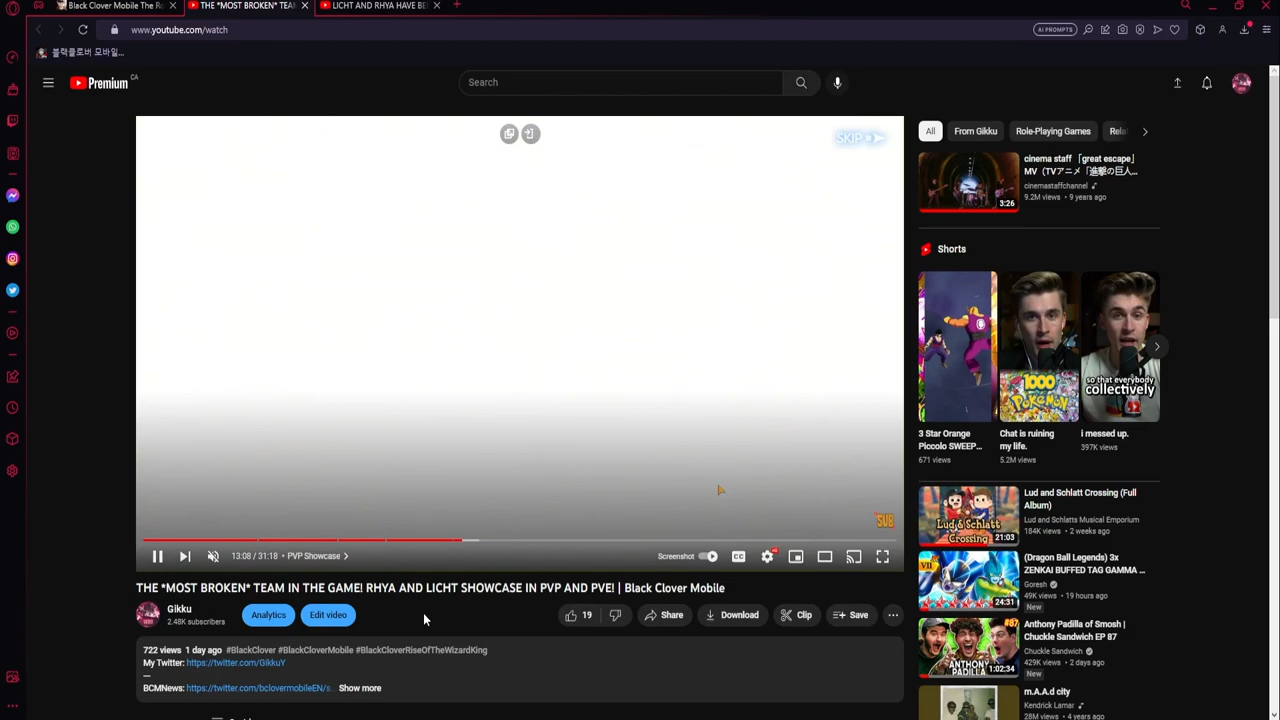 Black Clover Mobile The Ro
THE *MOST BROKEN* TEAM
LICHT AND RHYA HAVE BE
www.youtube.com/watch
AI PROMPTS
블랙클로버 모바일...
Premium CA
Search
SKIP
All
From Gikku
Role-Playing Games
Rela
cinema staff 「great escape」
MV（TVアニメ「進撃の巨人...
cinemastaffchannel
9.2M views • 9 years ago
3:26
Shorts
1000
POKEMON
so that everybody
collectively
3 Star Orange
Piccolo SWEEP...
671 views
Chat is ruining
my life.
5.2M views
i messed up.
397K views
Lud & Schlatt
Crossing
21:03
Lud and Schlatt Crossing (Full
Album)
Lud and Schlatts Musical Emporium
184K views • 2 weeks ago
24:31
(Dragon Ball Legends) 3x
ZENKAI BUFFED TAG GAMMA ...
Goresh
49K views • 19 hours ago
New
#87
ANTHONY
PADILLA
1:02:34
Anthony Padilla of Smosh |
Chuckle Sandwich EP 87
Chuckle Sandwich
429K views • 2 days ago
New
m.A.A.d city
Kendrick Lamar
28M views • 4 years ago
SUB
13:08 / 31:18 • PVP Showcase
Screenshot
CC
THE *MOST BROKEN* TEAM IN THE GAME! RHYA AND LICHT SHOWCASE IN PVP AND PVE! | Black Clover Mobile
Gikku
2.48K subscribers
Analytics
Edit video
19
Share
Download
Clip
Save
722 views 1 day ago #BlackClover #BlackCloverMobile #BlackCloverRiseOfTheWizardKing
My Twitter: https://twitter.com/GikkuY
---
BCMNews: https://twitter.com/bclovermobileEN/s... Show more